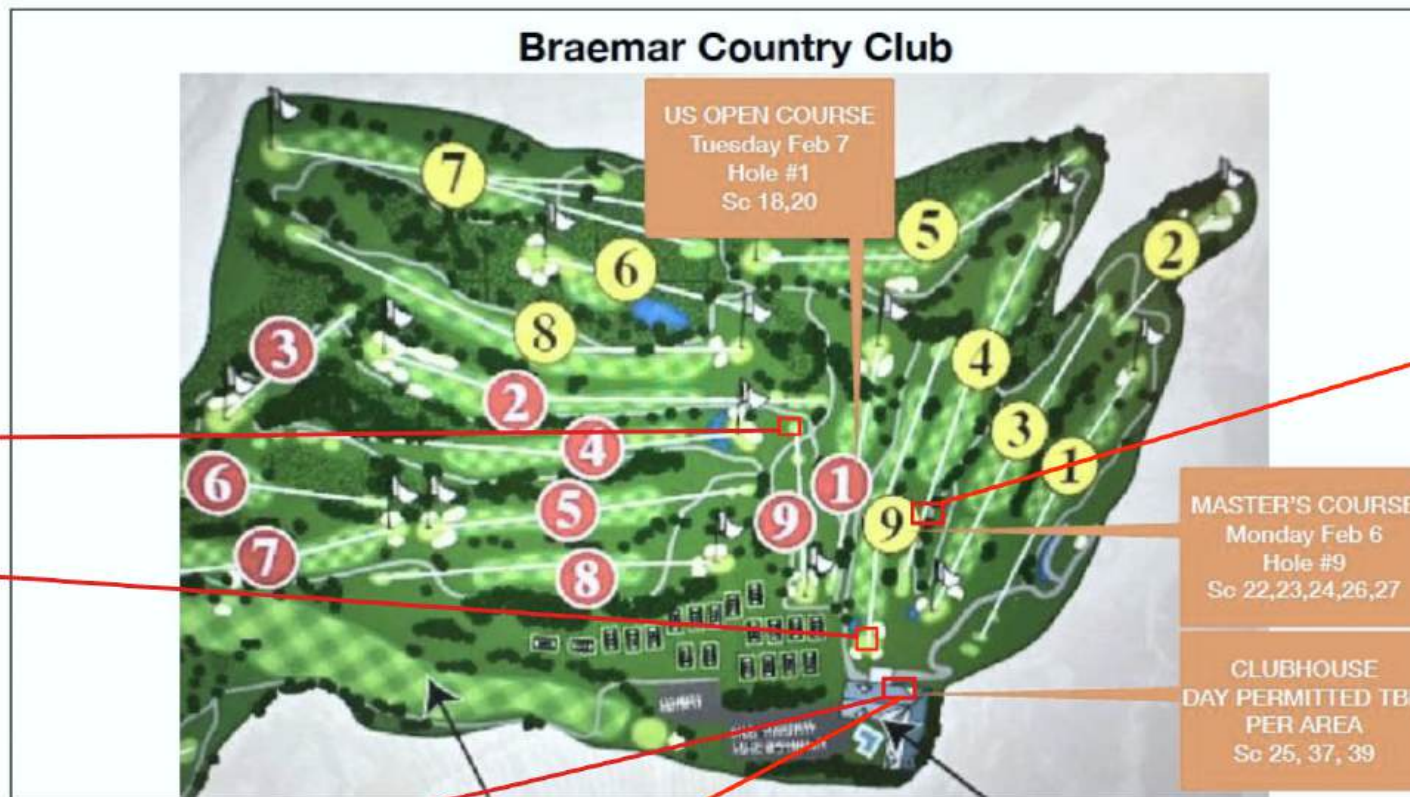 Braemar Country Club
US OPEN COURSE
Tuesday Feb 7
Hole #1
Sc 18,20
7
5
2
6
8
4
3
2
3
4
1
6
5
9
1
9
7
8
MASTER'S COURSE
Monday Feb 6
Hole #9
Sc 22,23,24,26,27
CLUBHOUSE
DAY PERMITTED
PER AREA
Sc 25, 37, 39